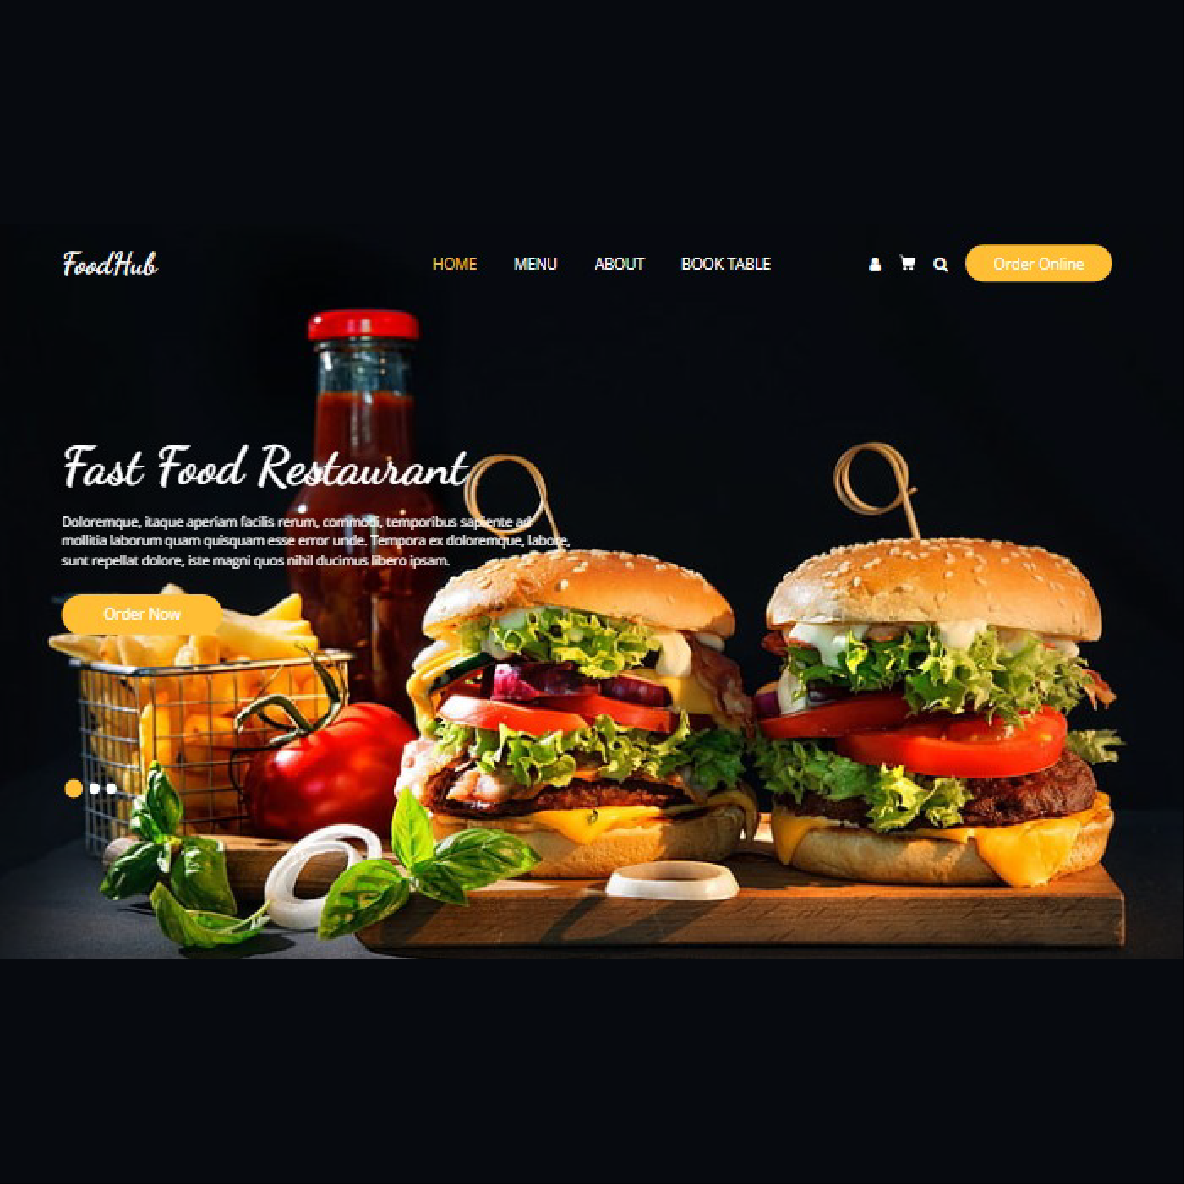 FoodHub
HOME MENU ABOUT BOOK TABLE Order Online
Fast Food Restaurant
Doloremque, itaque aperiam facilis rerum, commodi, temporibus sapiente ad
mollitia laborum quam quisquam esse error unde. Tempora ex doloremque, labore,
sunt repellat dolore, iste magni quos nihil ducimus libero ipsam.
Order Now